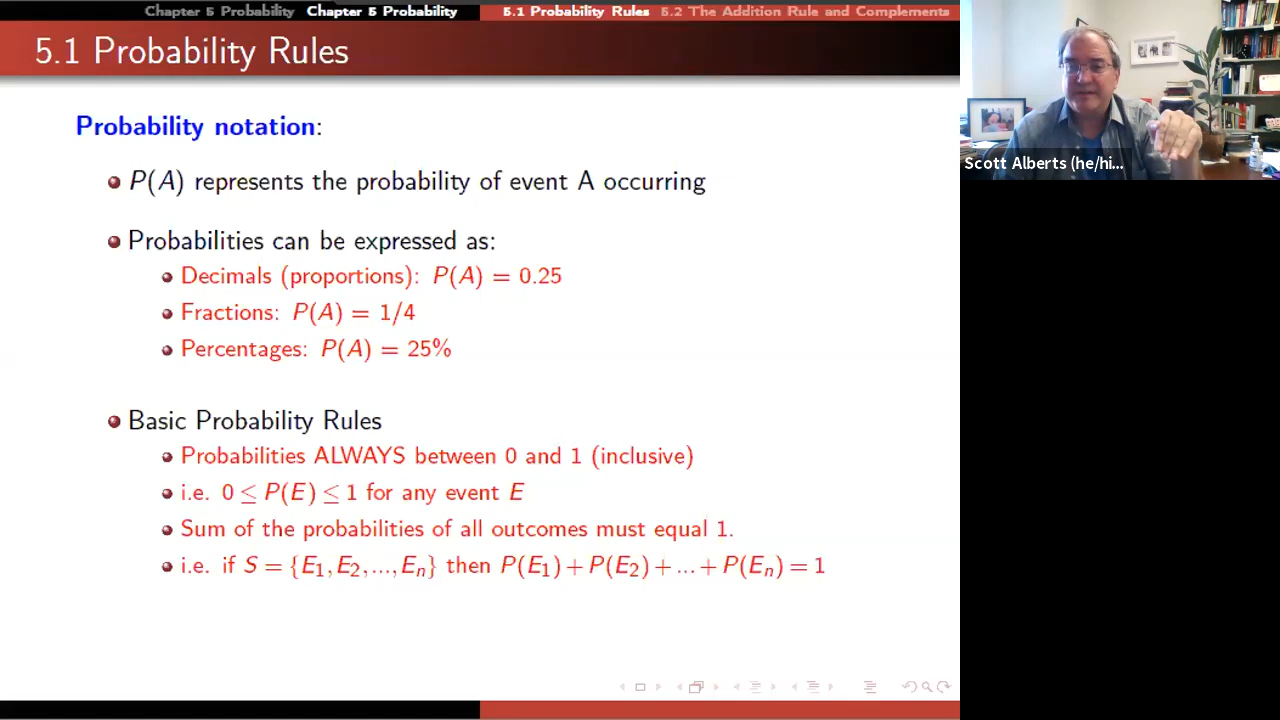 Chapter 5 Probability Chapter 5 Probability 5.1 Probability Rules 5.2 The Addition Rule and Complements
5.1 Probability Rules
Probability notation:
P(A) represents the probability of event A occurring
Probabilities can be expressed as:
Decimals (proportions): P(A) = 0.25
Fractions: P(A) = 1/4
Percentages: P(A) = 25%
Basic Probability Rules
Probabilities ALWAYS between 0 and 1 (inclusive)
i.e. 0 ≤ P(E) ≤ 1 for any event E
Sum of the probabilities of all outcomes must equal 1.
i.e. if S = {E₁, E₂, ..., Eₙ} then P(E₁) + P(E₂) + ... + P(Eₙ) = 1
Scott Alberts (he/hi...